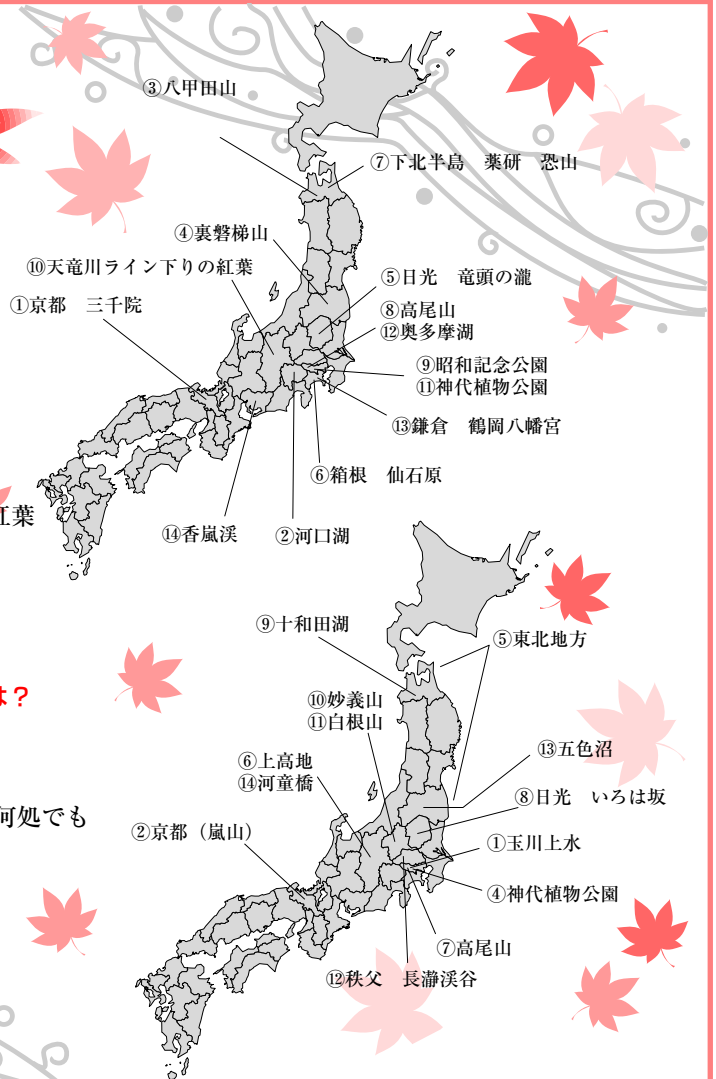 ③八甲田山
⑦下北半島　薬研　恐山
④裏磐梯山
⑩天竜川ライン下りの紅葉
⑤日光　竜頭の瀧
①京都　三千院
⑧高尾山
⑫奥多摩湖
⑨昭和記念公園
⑪神代植物公園
⑬鎌倉　鶴岡八幡宮
⑥箱根　仙石原
紅葉
⑭香嵐渓
②河口湖
⑨十和田湖
⑤東北地方
は？
⑩妙義山
⑪白根山
⑬五色沼
⑥上高地
⑭河童橋
⑧日光　いろは坂
何処でも
②京都（嵐山）
①玉川上水
④神代植物公園
⑦高尾山
⑫秩父　長瀞渓谷